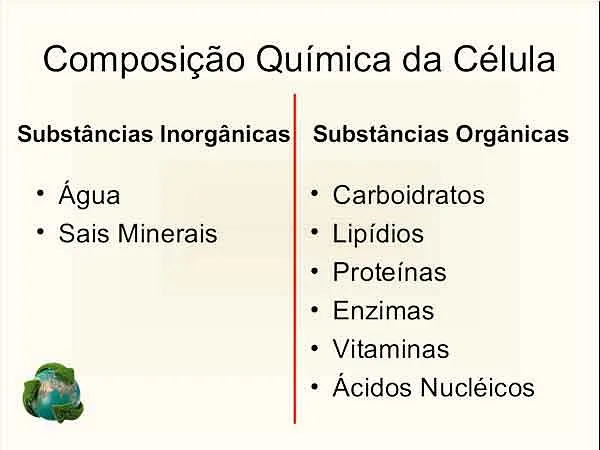 Composição Química da Célula
Substâncias Inorgânicas
• Água
• Sais Minerais
Substâncias Orgânicas
• Carboidratos
• Lipídios
• Proteínas
• Enzimas
• Vitaminas
• Ácidos Nucléicos